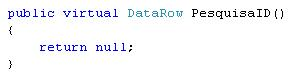 public virtual DataRow PesquisaID()
{
    return null;
}